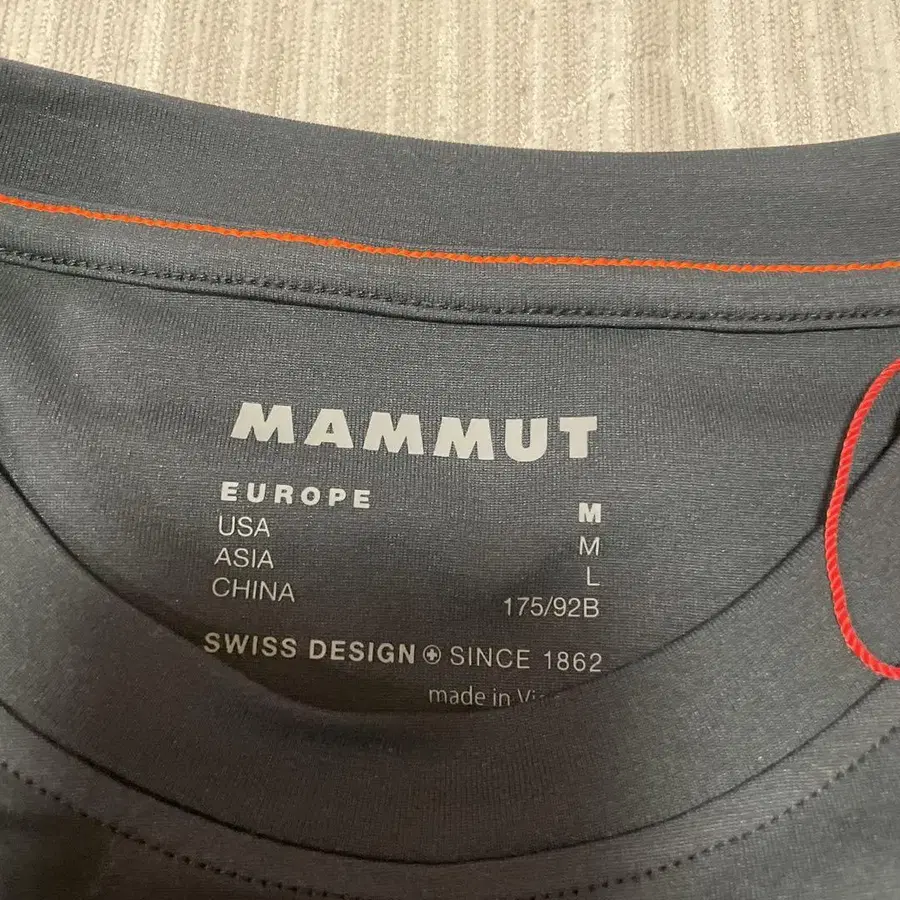 MAMMUT
EUROPE M
USA M
ASIA L
CHINA 175/92B
SWISS DESIGN SINCE 1862
made in